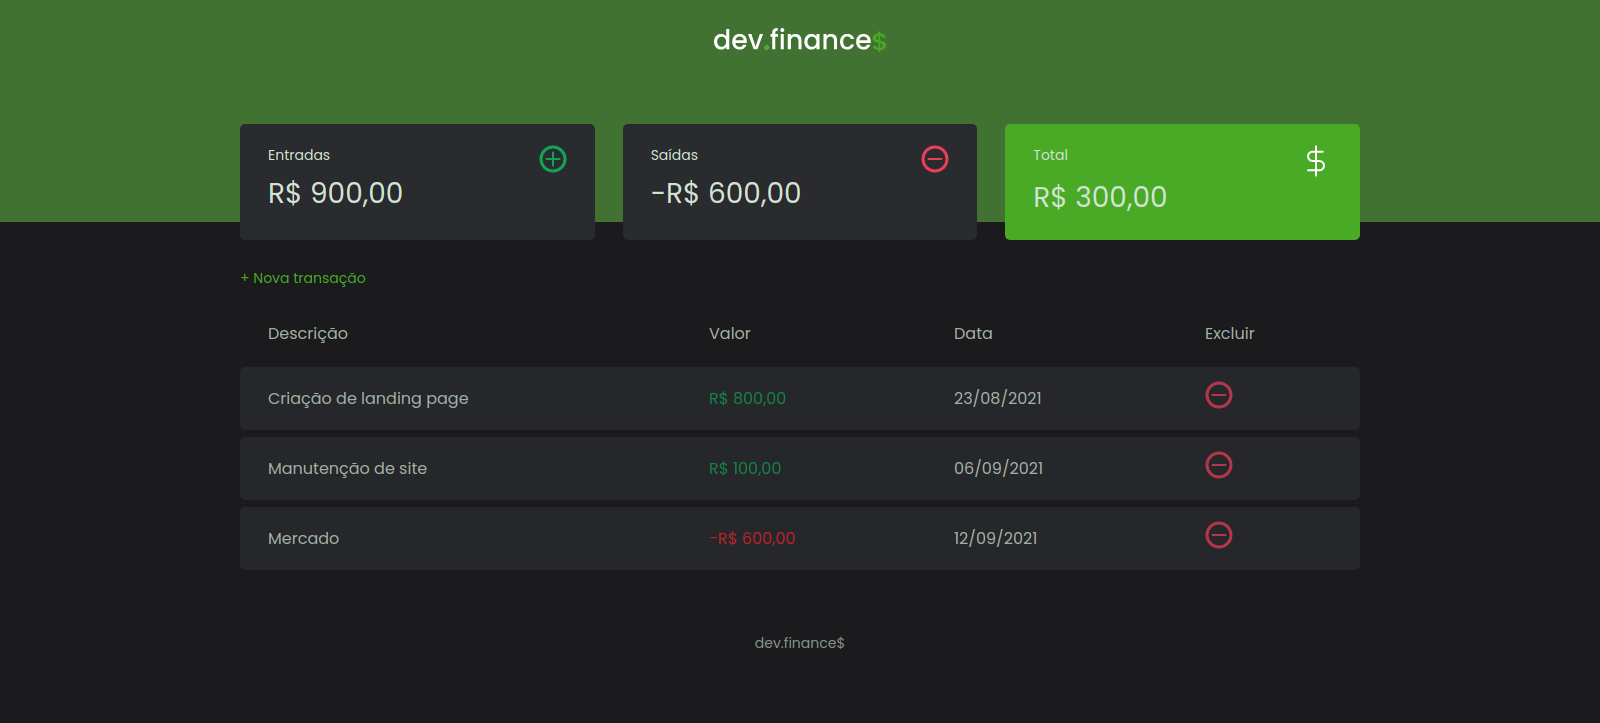 dev.finance$
Entradas
R$ 900,00
Saídas
-R$ 600,00
Total
R$ 300,00
+ Nova transação
Descrição Valor Data Excluir
Criação de landing page R$ 800,00 23/08/2021
Manutenção de site R$ 100,00 06/09/2021
Mercado -R$ 600,00 12/09/2021
dev.finance$